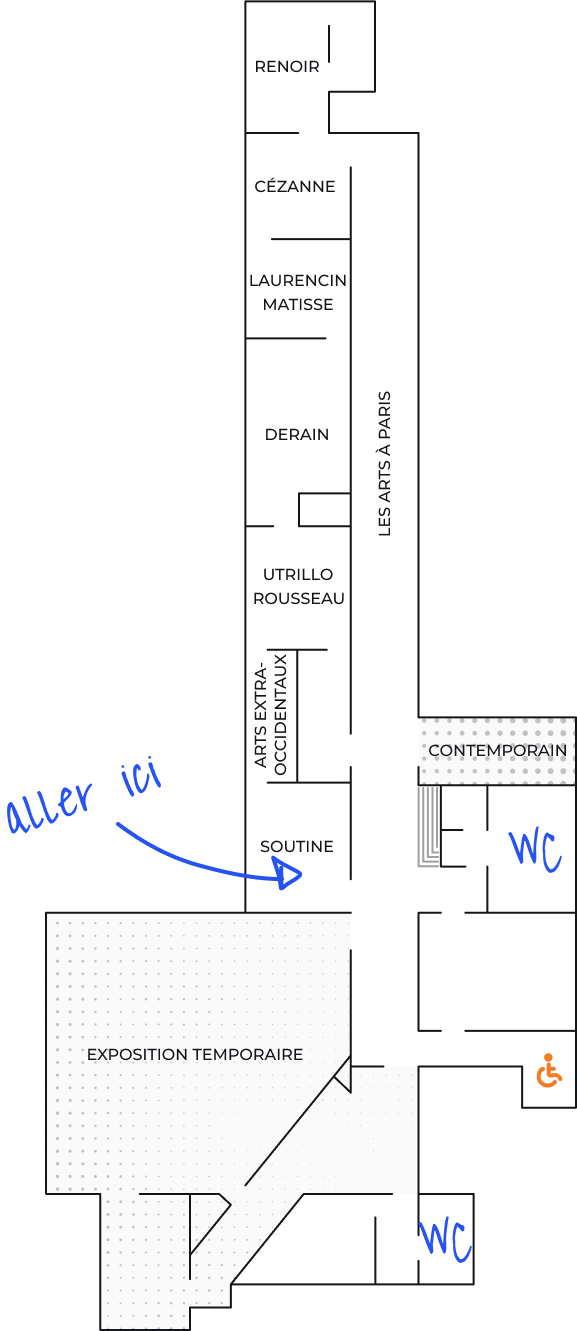 RENOIR
CÉZANNE
LAURENCIN
MATISSE
DERAIN
LES ARTS À PARIS
UTRILLO
ROUSSEAU
ARTS EXTRA-
OCCIDENTAUX
CONTEMPORAIN
aller ici
SOUTINE
WC
EXPOSITION TEMPORAIRE
WC